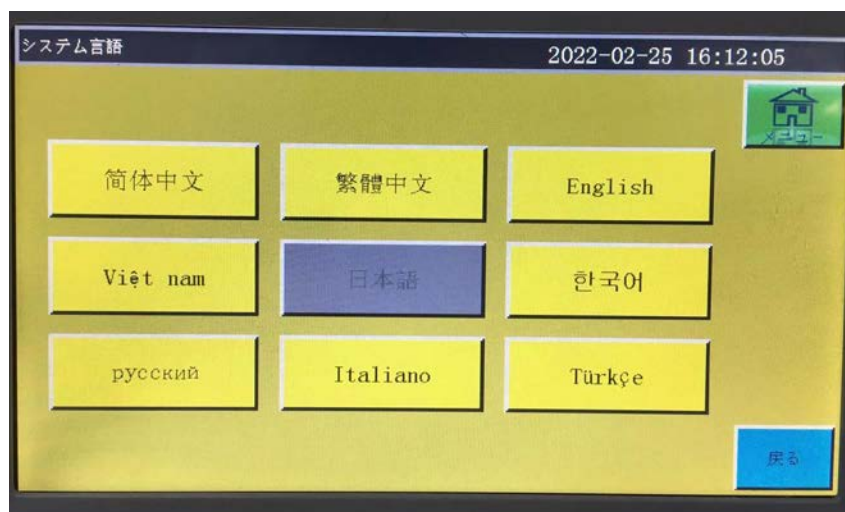 システム言語
2022-02-25 16:12:05
メニュー
简体中文
繁體中文
English
Việt nam
日本語
한국어
русский
Italiano
Türkçe
戻る